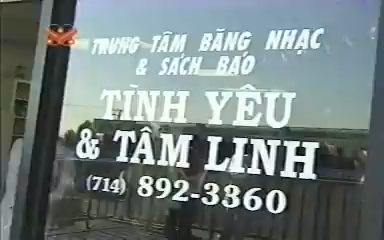 TRUNG TÂM BĂNG NHẠC
& SÁCH BÁO
TÌNH YÊU
& TÂM LINH
(714) 892-3360